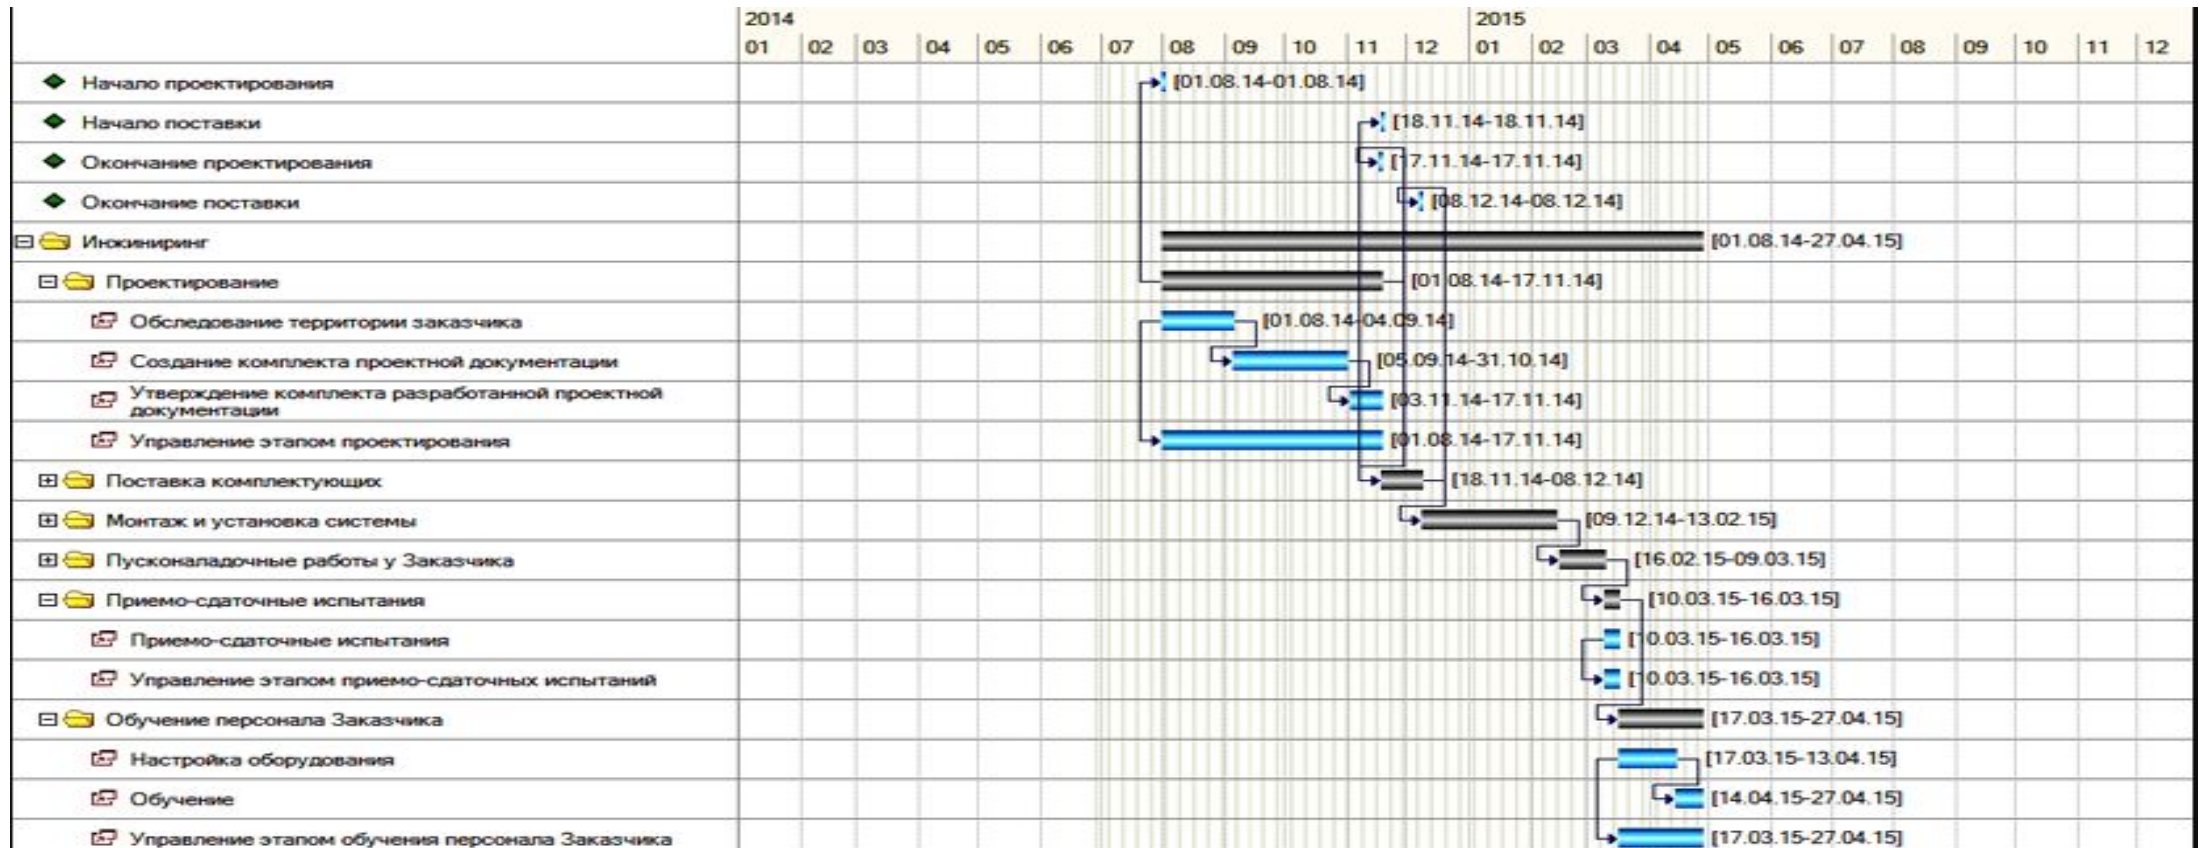 2014 2015
01 02 03 04 05 06 07 08 09 10 11 12 01 02 03 04 05 06 07 08 09 10 11 12
Начало проектирования [01.08.14-01.08.14]
Начало поставки [18.11.14-18.11.14]
Окончание проектирования [17.11.14-17.11.14]
Окончание поставки [08.12.14-08.12.14]
Инжиниринг [01.08.14-27.04.15]
Проектирование [01.08.14-17.11.14]
Обследование территории заказчика [01.08.14-04.09.14]
Создание комплекта проектной документации [05.09.14-31.10.14]
Утверждение комплекта разработанной проектной
документации [03.11.14-17.11.14]
Управление этапом проектирования [01.08.14-17.11.14]
Поставка комплектующих [18.11.14-08.12.14]
Монтаж и установка системы [09.12.14-13.02.15]
Пусконаладочные работы у Заказчика [16.02.15-09.03.15]
Приемо-сдаточные испытания [10.03.15-16.03.15]
Приемо-сдаточные испытания [10.03.15-16.03.15]
Управление этапом приемо-сдаточных испытаний [10.03.15-16.03.15]
Обучение персонала Заказчика [17.03.15-27.04.15]
Настройка оборудования [17.03.15-13.04.15]
Обучение [14.04.15-27.04.15]
Управление этапом обучения персонала Заказчика [17.03.15-27.04.15]